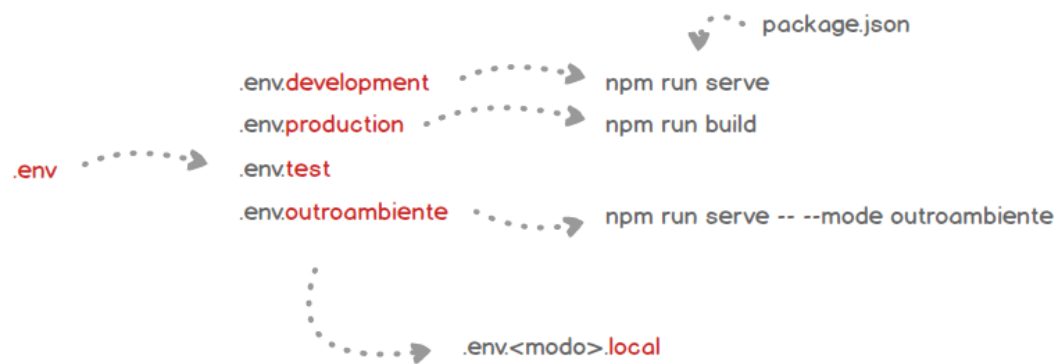 package.json
.env.development
npm run serve
.env.production
npm run build
.env
.env.test
.env.outroambiente
npm run serve -- --mode outroambiente
.env.<modo>.local